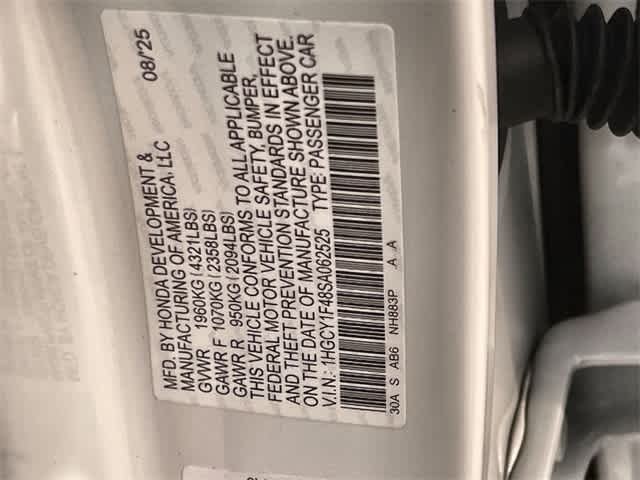 MFD. BY HONDA DEVELOPMENT & 08/'25
MANUFACTURING OF AMERICA, LLC
GVWR 1960KG(4321LBS)
GAWR F 1070KG(2358LBS)
GAWR R 950KG(2094LBS)
THIS VEHICLE CONFORMS TO ALL APPLICABLE
FEDERAL MOTOR VEHICLE SAFETY, BUMPER,
AND THEFT PREVENTION STANDARDS IN EFFECT
ON THE DATE OF MANUFACTURE SHOWN ABOVE.
V.I.N.: 1HGCY1F48SA062525 TYPE: PASSENGER CAR
30A S AB6 NH883P A A